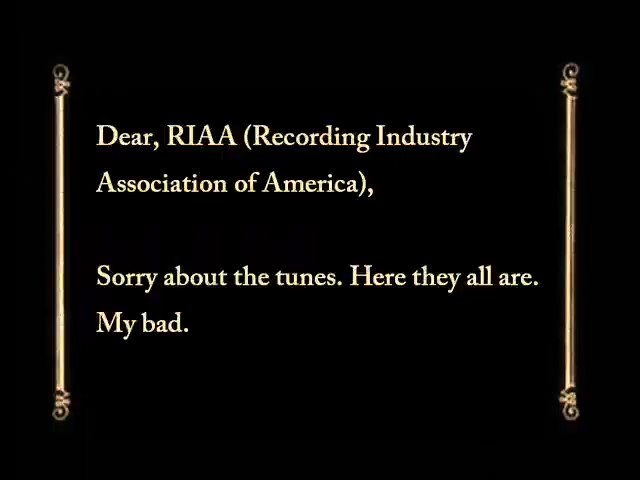 Dear, RIAA (Recording Industry
Association of America),
Sorry about the tunes. Here they all are.
My bad.